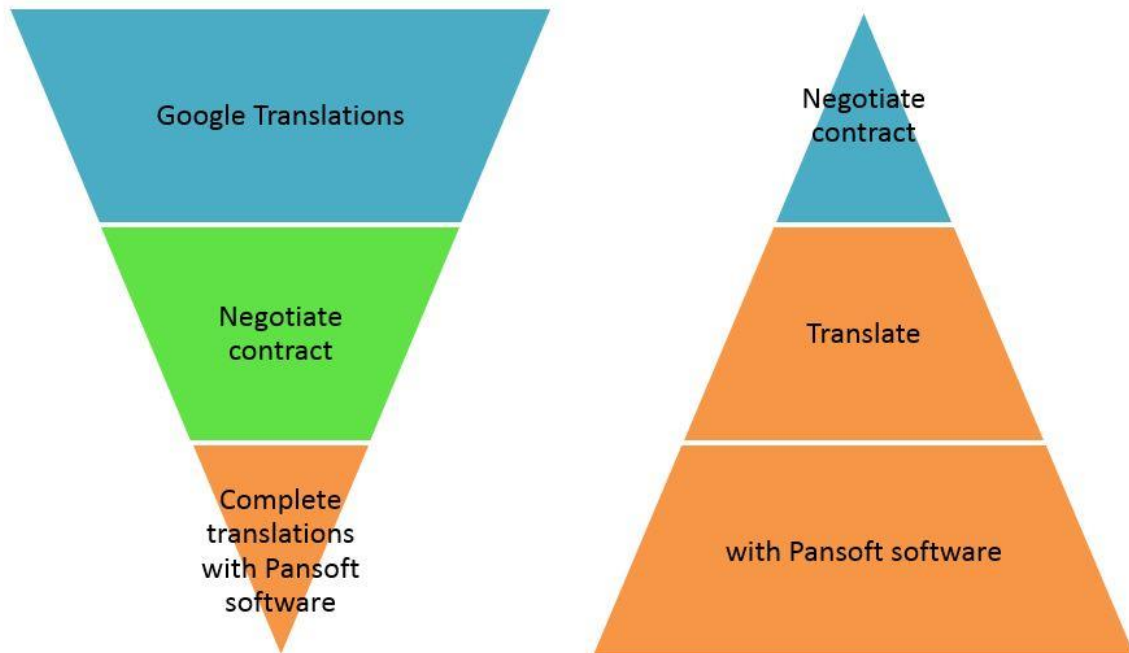 Google Translations
Negotiate
contract
Complete
translations
with Pansoft
software
Negotiate
contract
Translate
with Pansoft software